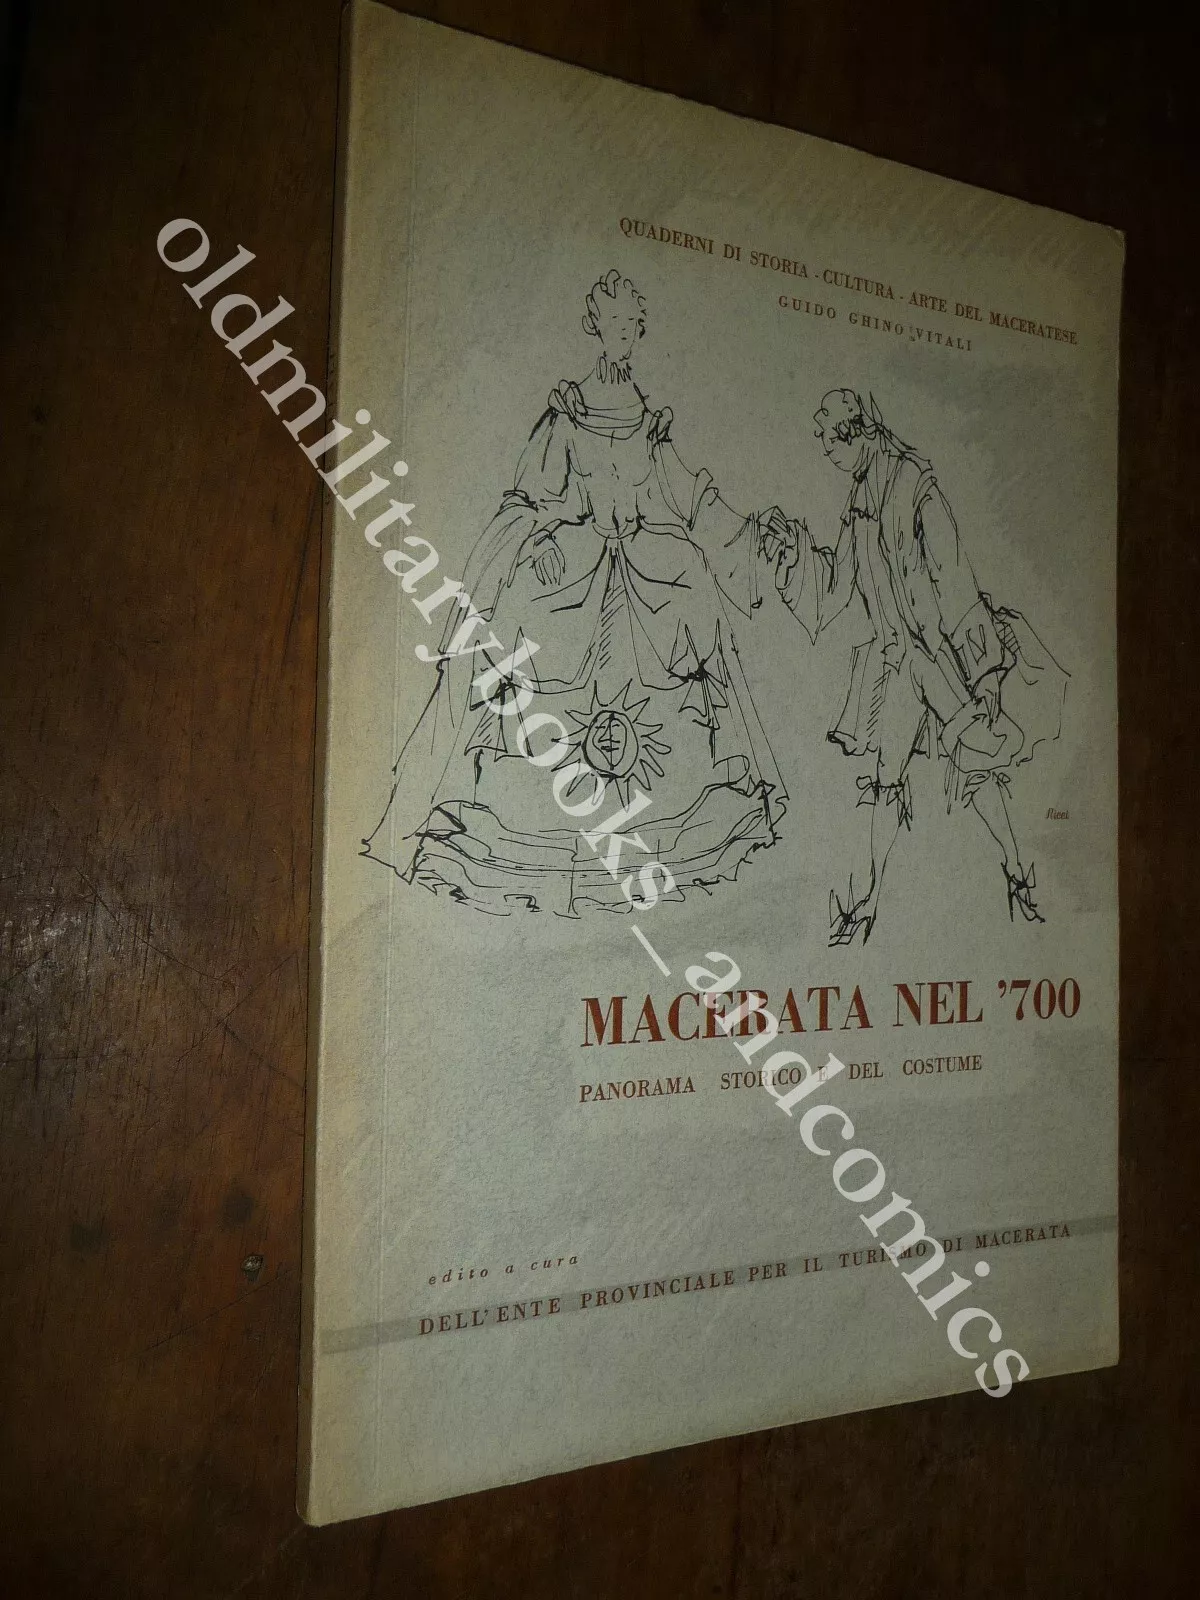 QUADERNI DI STORIA - CULTURA - ARTE DEL MACERATESE
GUIDO GHINO VITALI
Ricci
MACERATA NEL '700
PANORAMA STORICO E DEL COSTUME
edito a cura
DELL'ENTE PROVINCIALE PER IL TURISMO DI MACERATA
oldmilitarybooks_andcomics